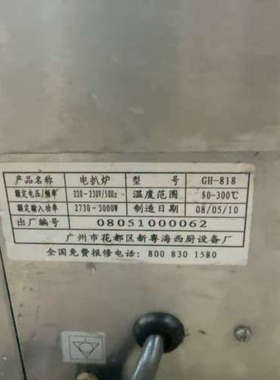 产品名称 电扒炉 型号 GH-818
额定电压/频率 220-230V/50Hz 温度范围 50-300℃
额定输入功率 2730-3000W 制造日期 08/05/10
出厂编号 08051000062
广州市花都区新粤海西厨设备厂
全国免费报修电话：800 830 1580